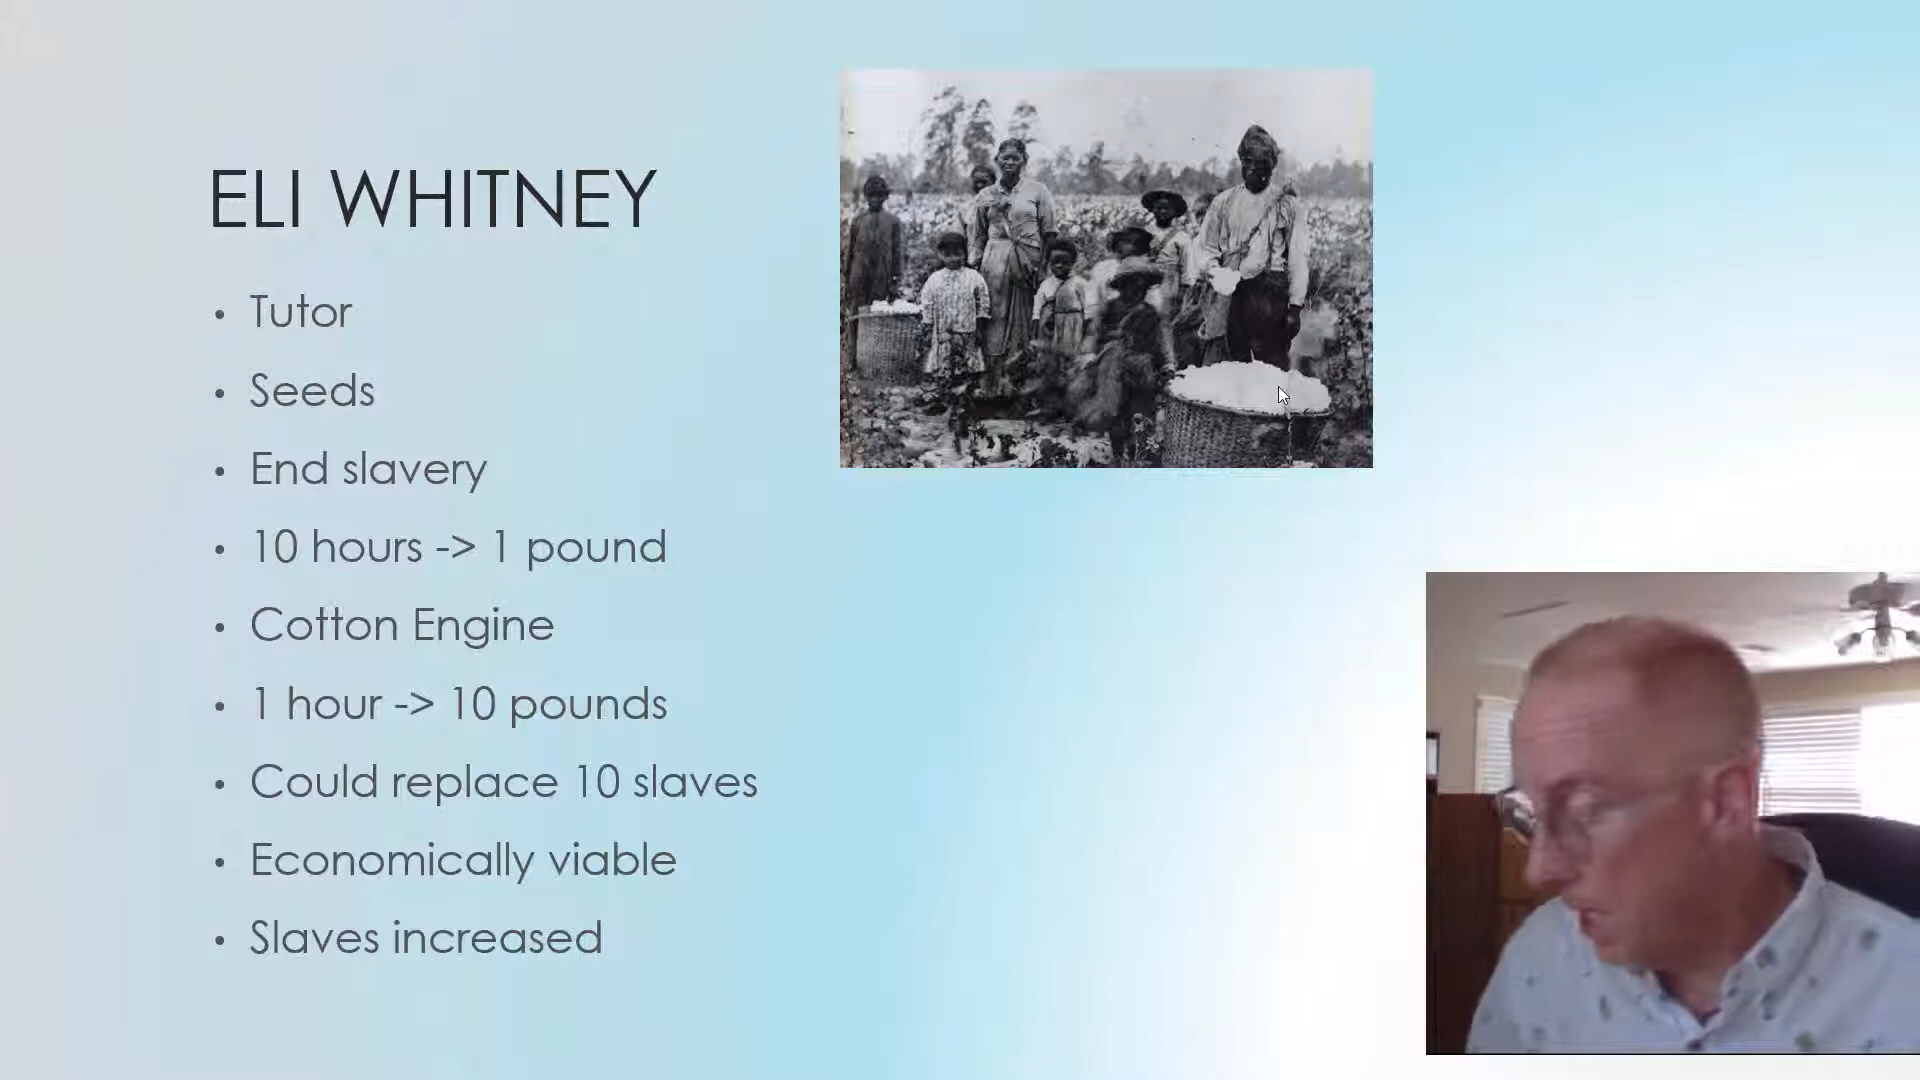 ELI WHITNEY
• Tutor
• Seeds
• End slavery
• 10 hours -> 1 pound
• Cotton Engine
• 1 hour -> 10 pounds
• Could replace 10 slaves
• Economically viable
• Slaves increased